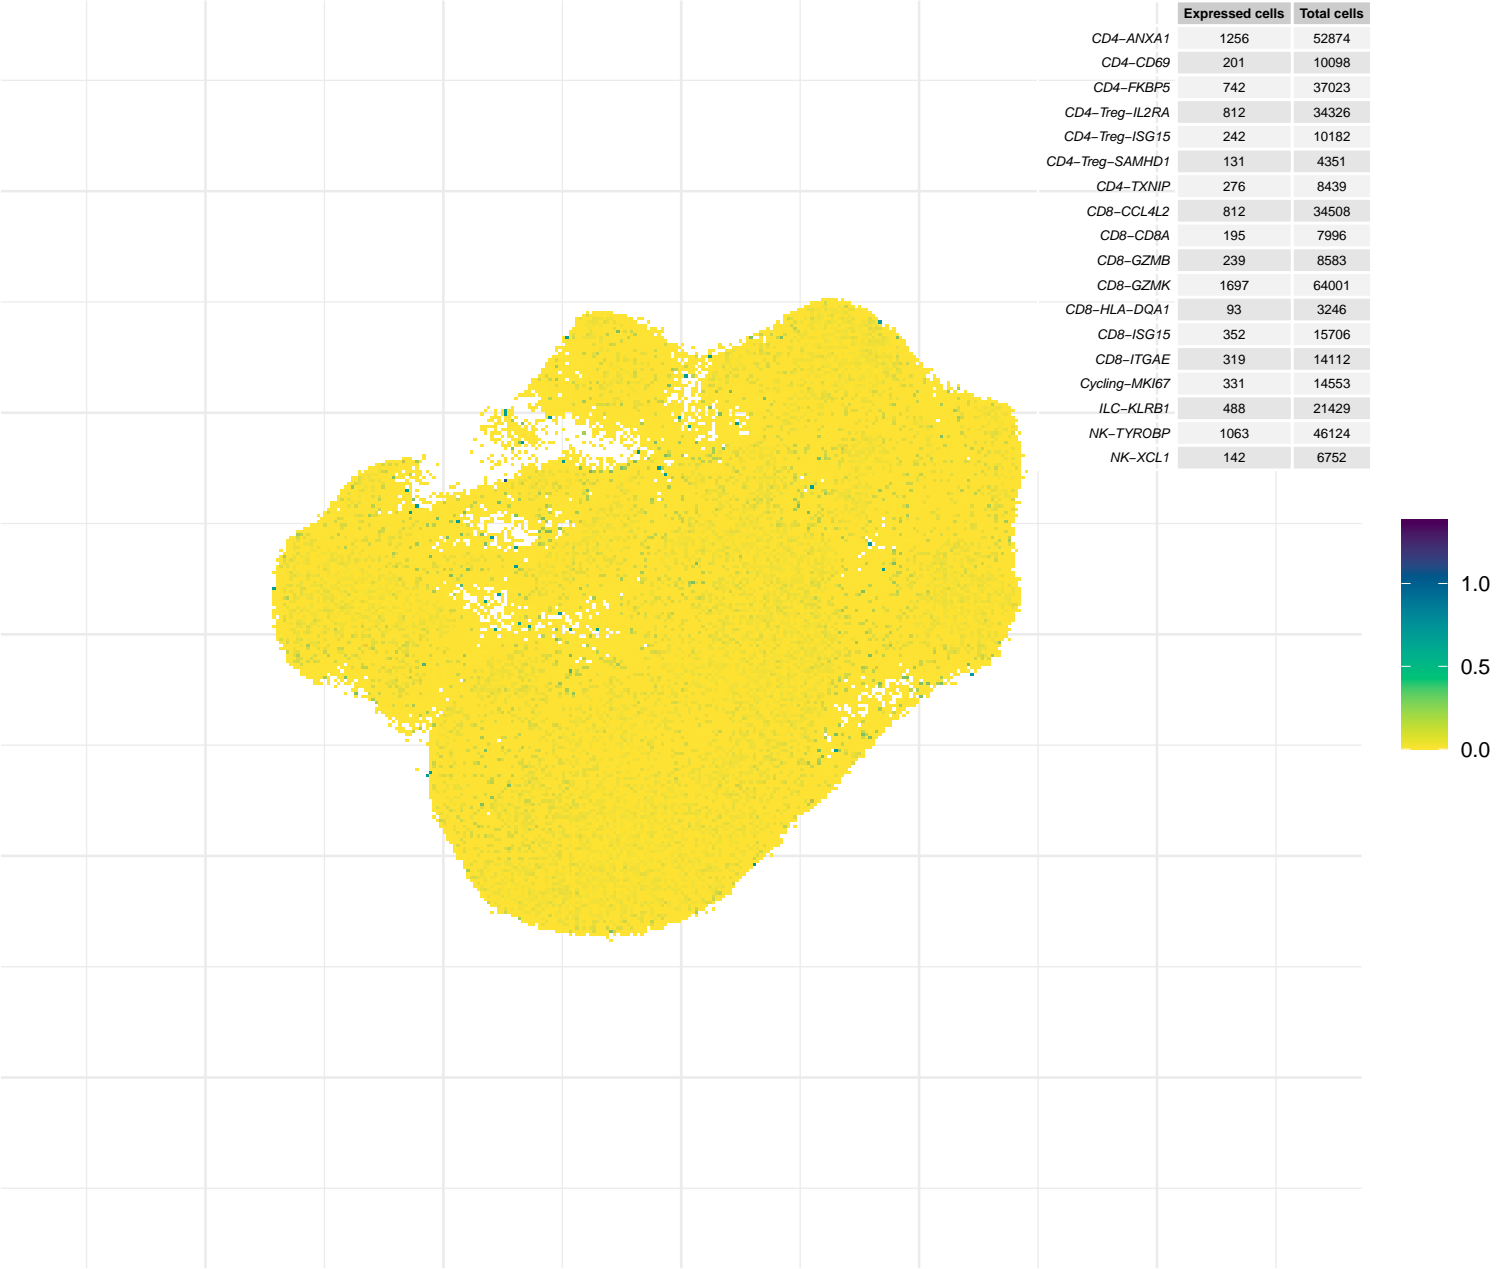 Expressed cells Total cells
CD4−ANXA1 1256 52874
CD4−CD69 201 10098
CD4−FKBP5 742 37023
CD4−Treg−IL2RA 812 34326
CD4−Treg−ISG15 242 10182
CD4−Treg−SAMHD1 131 4351
CD4−TXNIP 276 8439
CD8−CCL4L2 812 34508
CD8−CD8A 195 7996
CD8−GZMB 239 8583
CD8−GZMK 1697 64001
CD8−HLA−DQA1 93 3246
CD8−ISG15 352 15706
CD8−ITGAE 319 14112
Cycling−MKI67 331 14553
ILC−KLRB1 488 21429
NK−TYROBP 1063 46124
NK−XCL1 142 6752
1.0
0.5
0.0